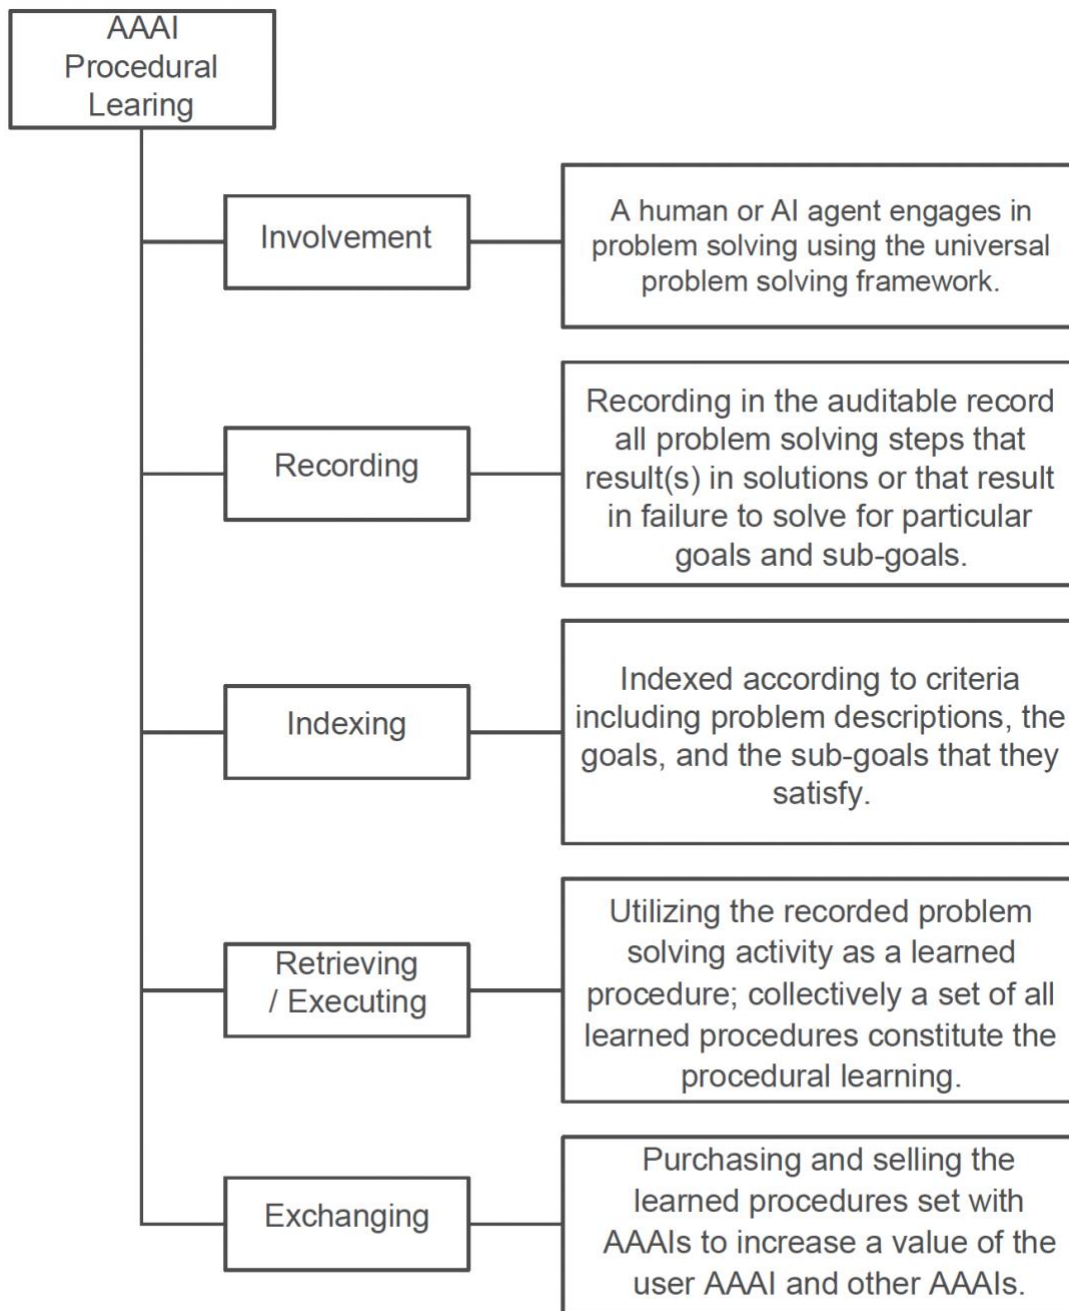 AAAI
Procedural
Learing
Involvement
A human or AI agent engages in
problem solving using the universal
problem solving framework.
Recording
Recording in the auditable record
all problem solving steps that
result(s) in solutions or that result
in failure to solve for particular
goals and sub-goals.
Indexing
Indexed according to criteria
including problem descriptions, the
goals, and the sub-goals that they
satisfy.
Retrieving
/ Executing
Utilizing the recorded problem
solving activity as a learned
procedure; collectively a set of all
learned procedures constitute the
procedural learning.
Exchanging
Purchasing and selling the
learned procedures set with
AAAIs to increase a value of the
user AAAI and other AAAIs.